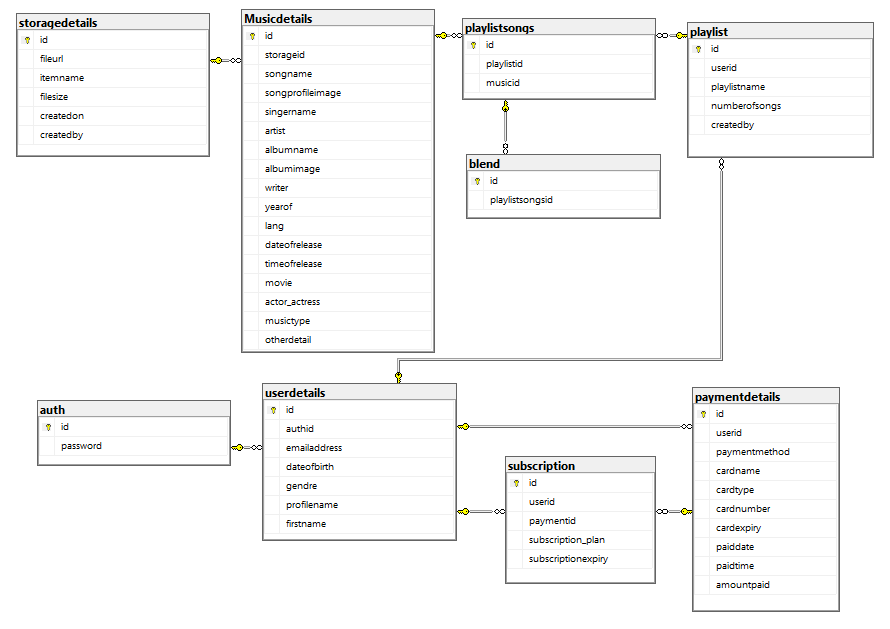 storagedetails
id
fileurl
itemname
filesize
createdon
createdby
Musicdetails
id
storageid
songname
songprofileimage
singername
artist
albumname
albumimage
writer
yearof
lang
dateofrelease
timeofrelease
movie
actor_actress
musictype
otherdetail
playlistsongs
id
playlistid
musicid
playlist
id
userid
playlistname
numberofsongs
createdby
blend
id
playlistsongsid
auth
id
password
userdetails
id
authid
emailaddress
dateofbirth
gendre
profilename
firstname
subscription
id
userid
paymentid
subscription_plan
subscriptionexpiry
paymentdetails
id
userid
paymentmethod
cardname
cardtype
cardnumber
cardexpiry
paiddate
paidtime
amountpaid